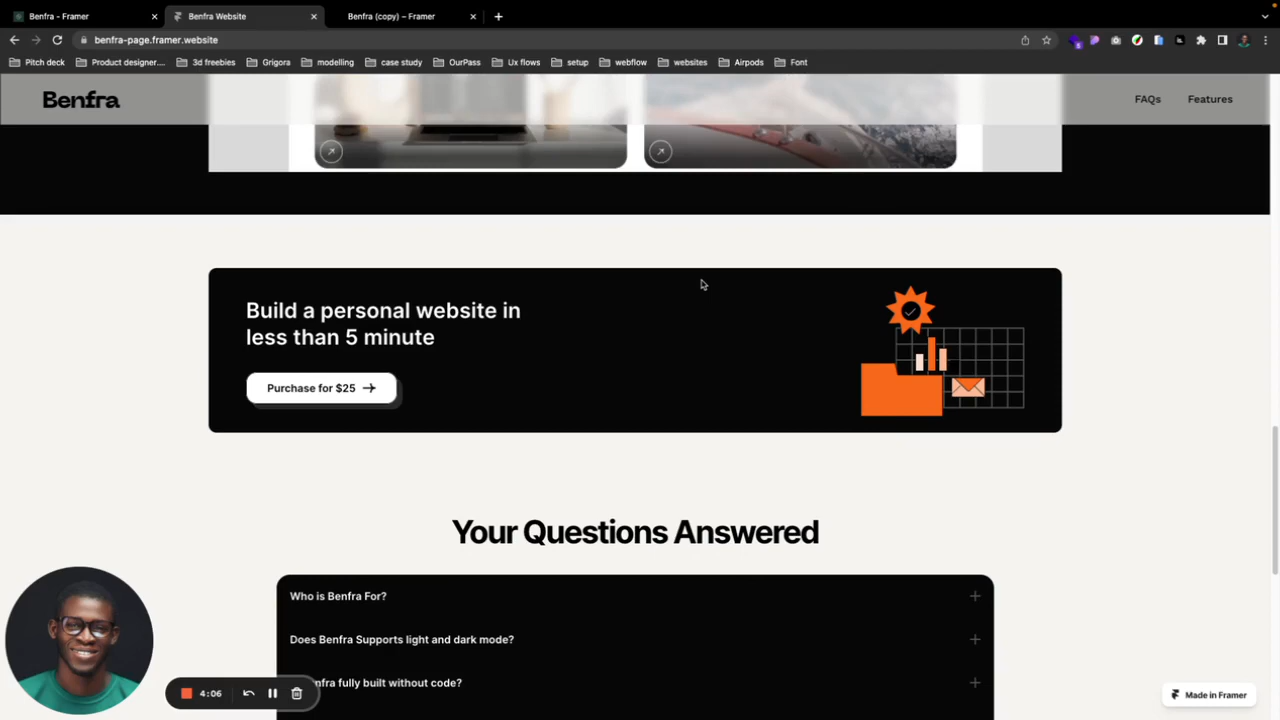 Benfra - Framer
Benfra Website
Benfra (copy) – Framer
benfra-page.framer.website
Pitch deck
Product designer....
3d freebies
Grigora
modelling
case study
OurPass
Ux flows
setup
webflow
websites
Airpods
Font
Benfra
FAQs
Features
Build a personal website in
less than 5 minute
Purchase for $25
Your Questions Answered
Who is Benfra For?
Does Benfra Supports light and dark mode?
nfra fully built without code?
4:06
Made in Framer